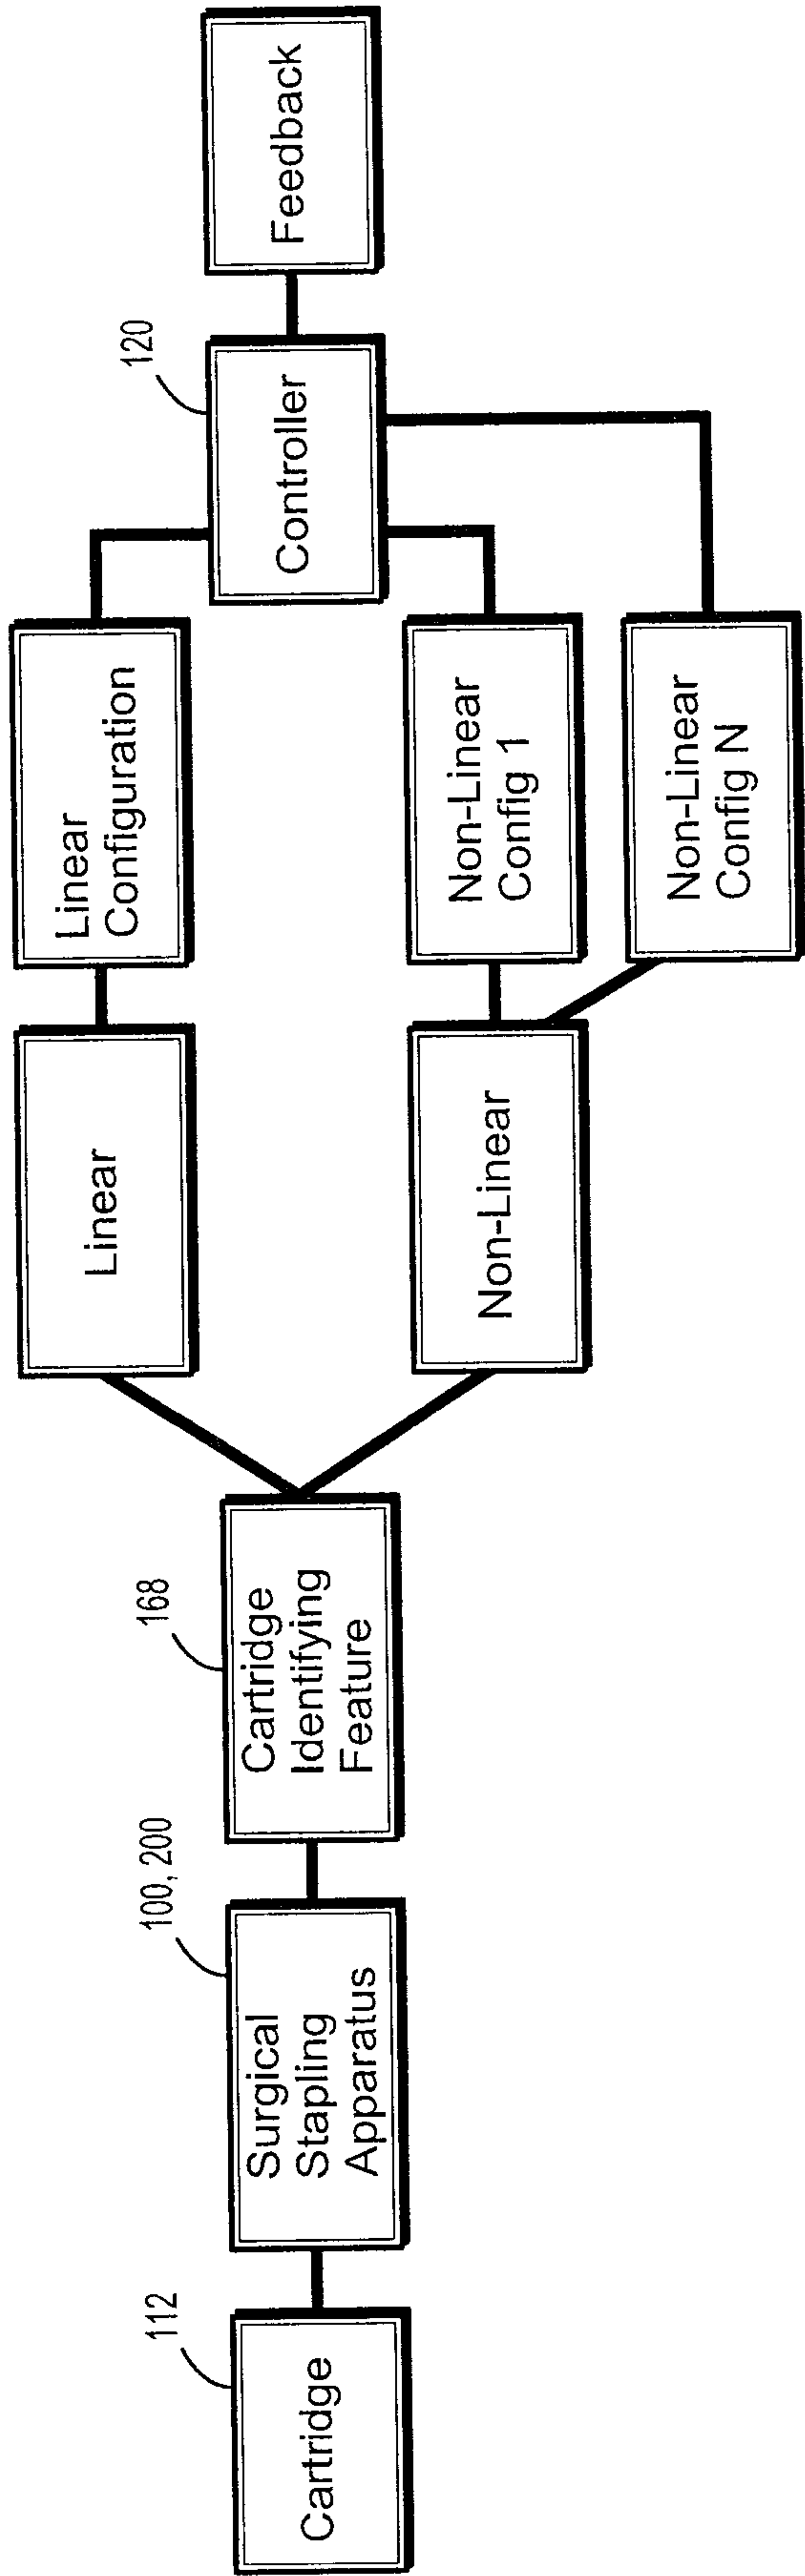 112
Cartridge
100, 200
Surgical
Stapling
Apparatus
168
Cartridge
Identifying
Feature
Linear
Non-Linear
Linear
Configuration
Non-Linear
Config 1
Non-Linear
Config N
120
Controller
Feedback